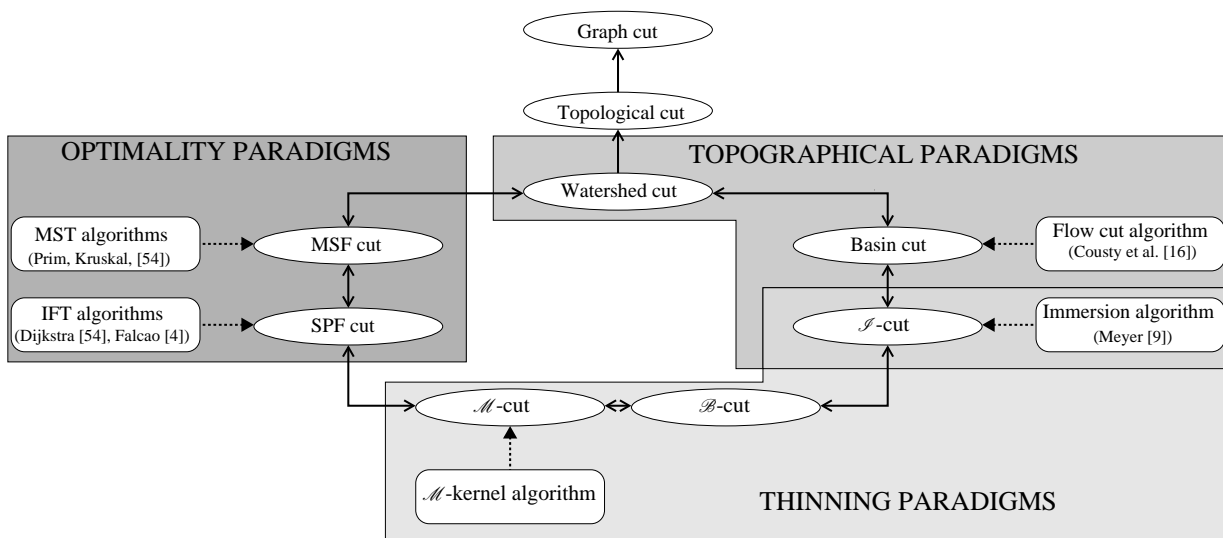 Graph cut
Topological cut
OPTIMALITY PARADIGMS
TOPOGRAPHICAL PARADIGMS
Watershed cut
MST algorithms
(Prim, Kruskal, [54])
MSF cut
Basin cut
Flow cut algorithm
(Cousty et al. [16])
IFT algorithms
(Dijkstra [54], Falcao [4])
SPF cut
ℐ-cut
Immersion algorithm
(Meyer [9])
ℳ-cut
ℬ-cut
ℳ-kernel algorithm
THINNING PARADIGMS